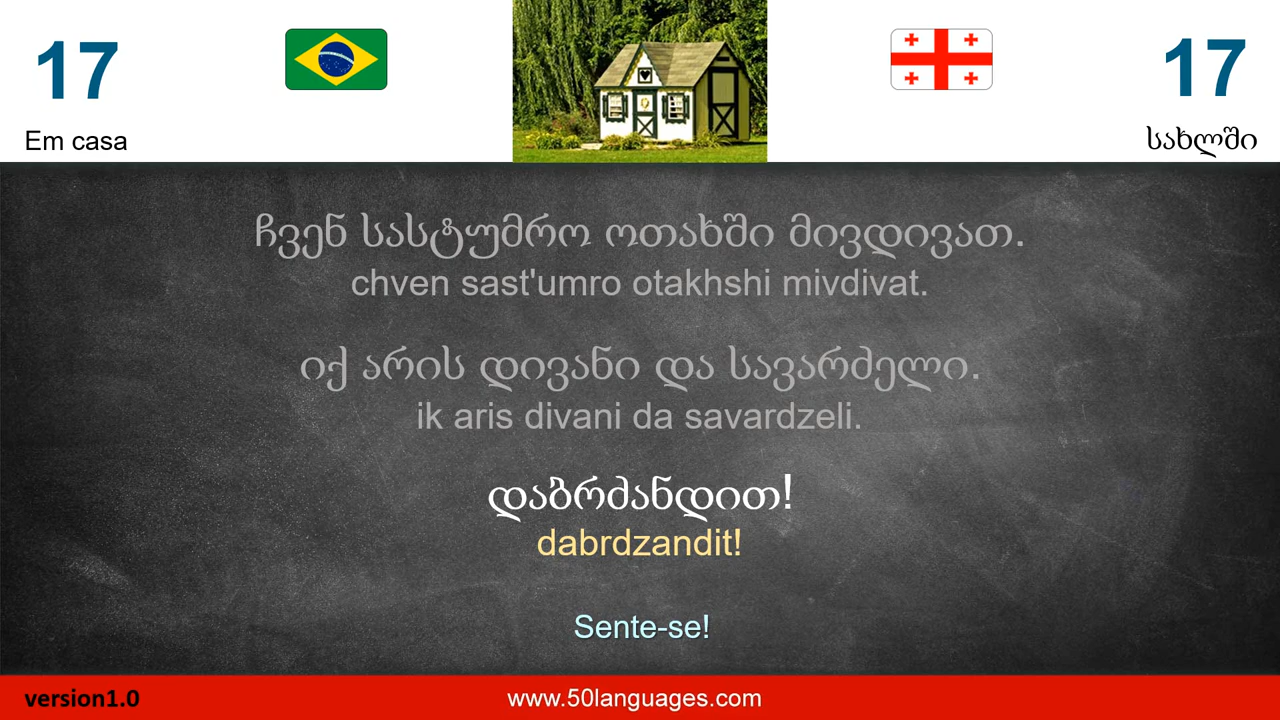 17
17
Em casa
სახლში
ჩვენ სასტუმრო ოთახში მივდივათ.
chven sast'umro otakhshi mivdivat.
იქ არის დივანი და სავარძელი.
ik aris divani da savardzeli.
დაბრძანდით!
dabrdzandit!
Sente-se!
version1.0
www.50languages.com